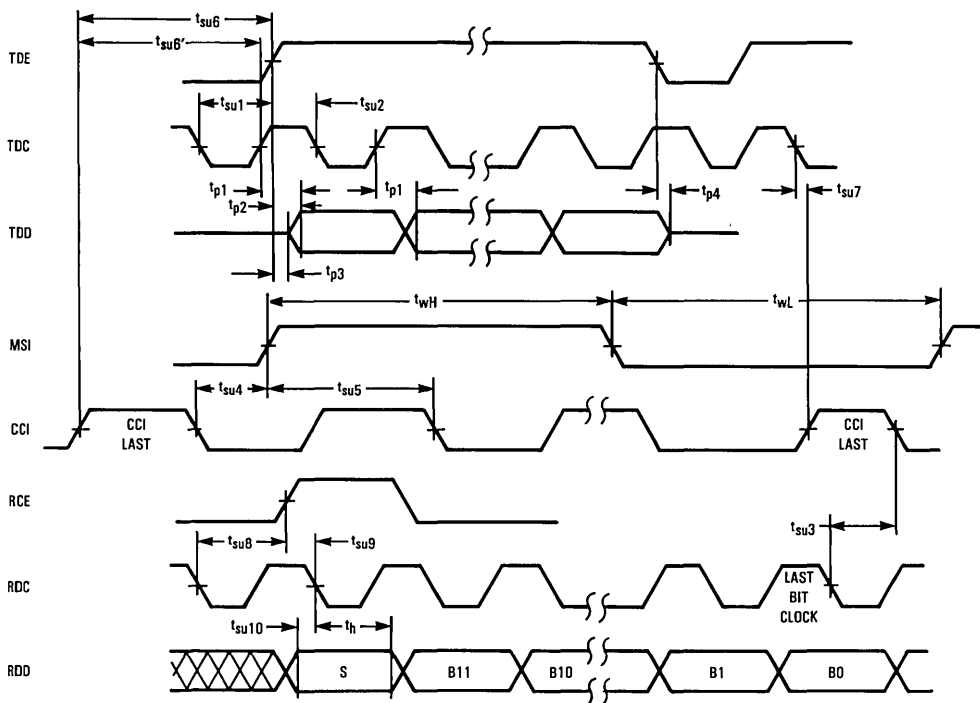 tsu6
tsu6'
TDE
tsu1
tsu2
TDC
tp1
tp1
tp4
tsu7
tp2
TDD
tp3
twH
twL
MSI
tsu4
tsu5
CCI
CCI
LAST
CCI
LAST
RCE
tsu3
tsu8
tsu9
RDC
LAST
BIT
CLOCK
tsu10
th
RDD
S
B11
B10
B1
B0